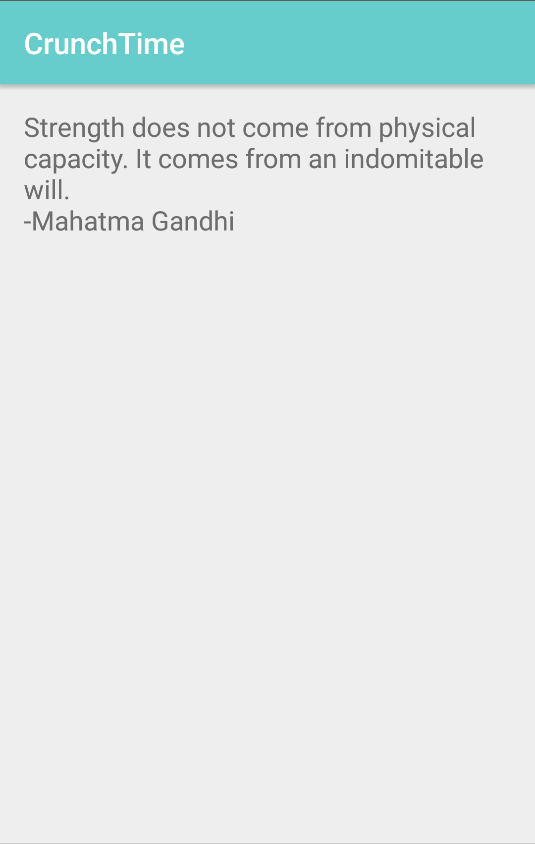 CrunchTime
Strength does not come from physical
capacity. It comes from an indomitable
will.
-Mahatma Gandhi